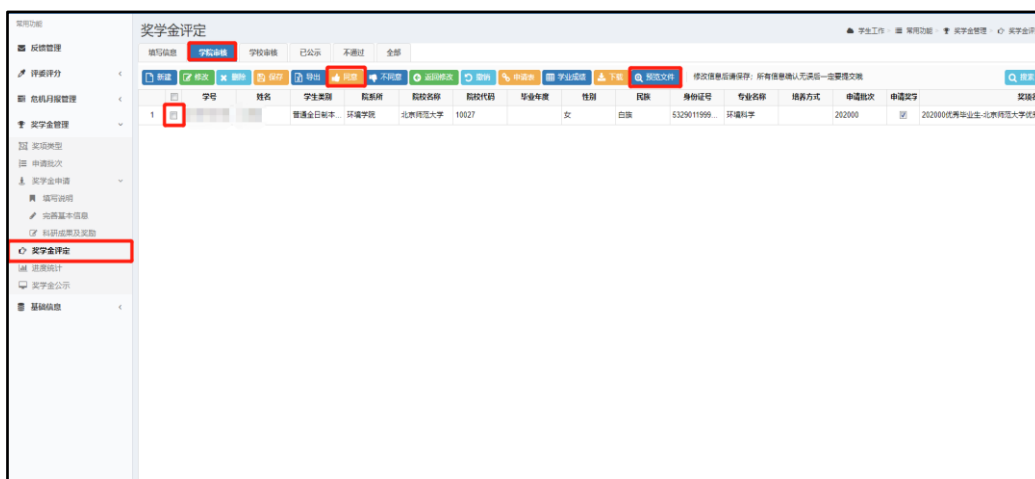 常用功能
反馈管理
评委评分
危机月报管理
奖学金管理
奖项类型
申请批次
奖学金申请
填写说明
完善基本信息
科研成果及奖励
奖学金评定
进度统计
奖学金公示
基础信息
奖学金评定
学生工作 常用功能 奖学金管理 奖学金评
填写信息 学院审核 学校审核 已公示 不通过 全部
新建 修改 删除 保存 导出 同意 不同意 返回修改 撤销 申请表 学业成绩 下载 预览文件 修改信息后请保存；所有信息确认无误后一定要提交哦 搜索
学号 姓名 学生类别 院系所 院校名称 院校代码 毕业年度 性别 民族 身份证号 专业名称 培养方式 申请批次 申请奖学 奖项
1 普通全日制本... 环境学院 北京师范大学 10027 女 白族 5329011999... 环境科学 202000 202000优秀毕业生-北京师范大学优